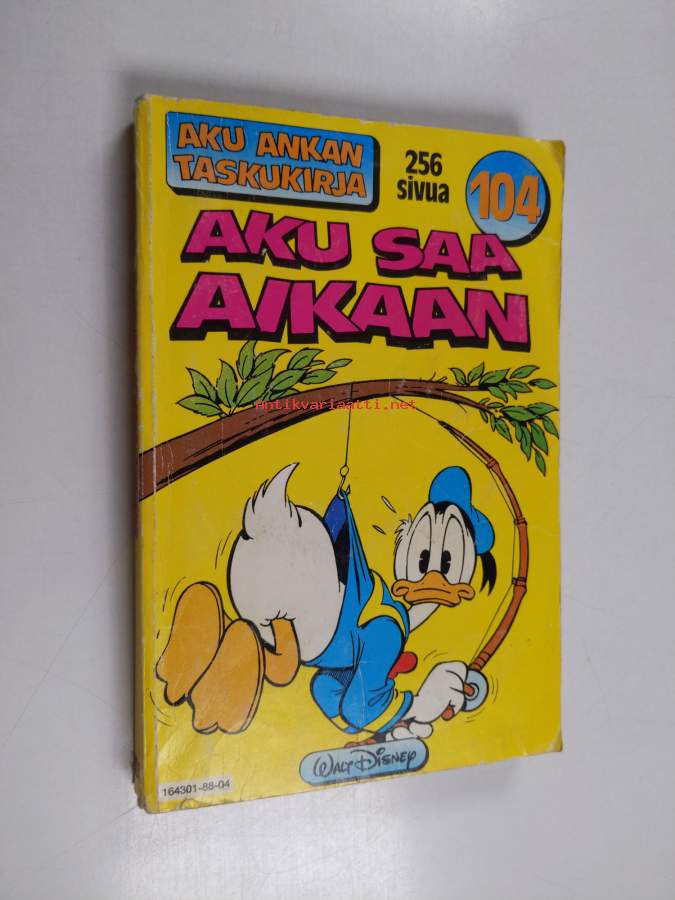 AKU ANKAN
TASKUKIRJA
256
sivua
104
AKU SAA
AIKAAN
antikvariaatti.net
WALT DISNEY
164301-88-04